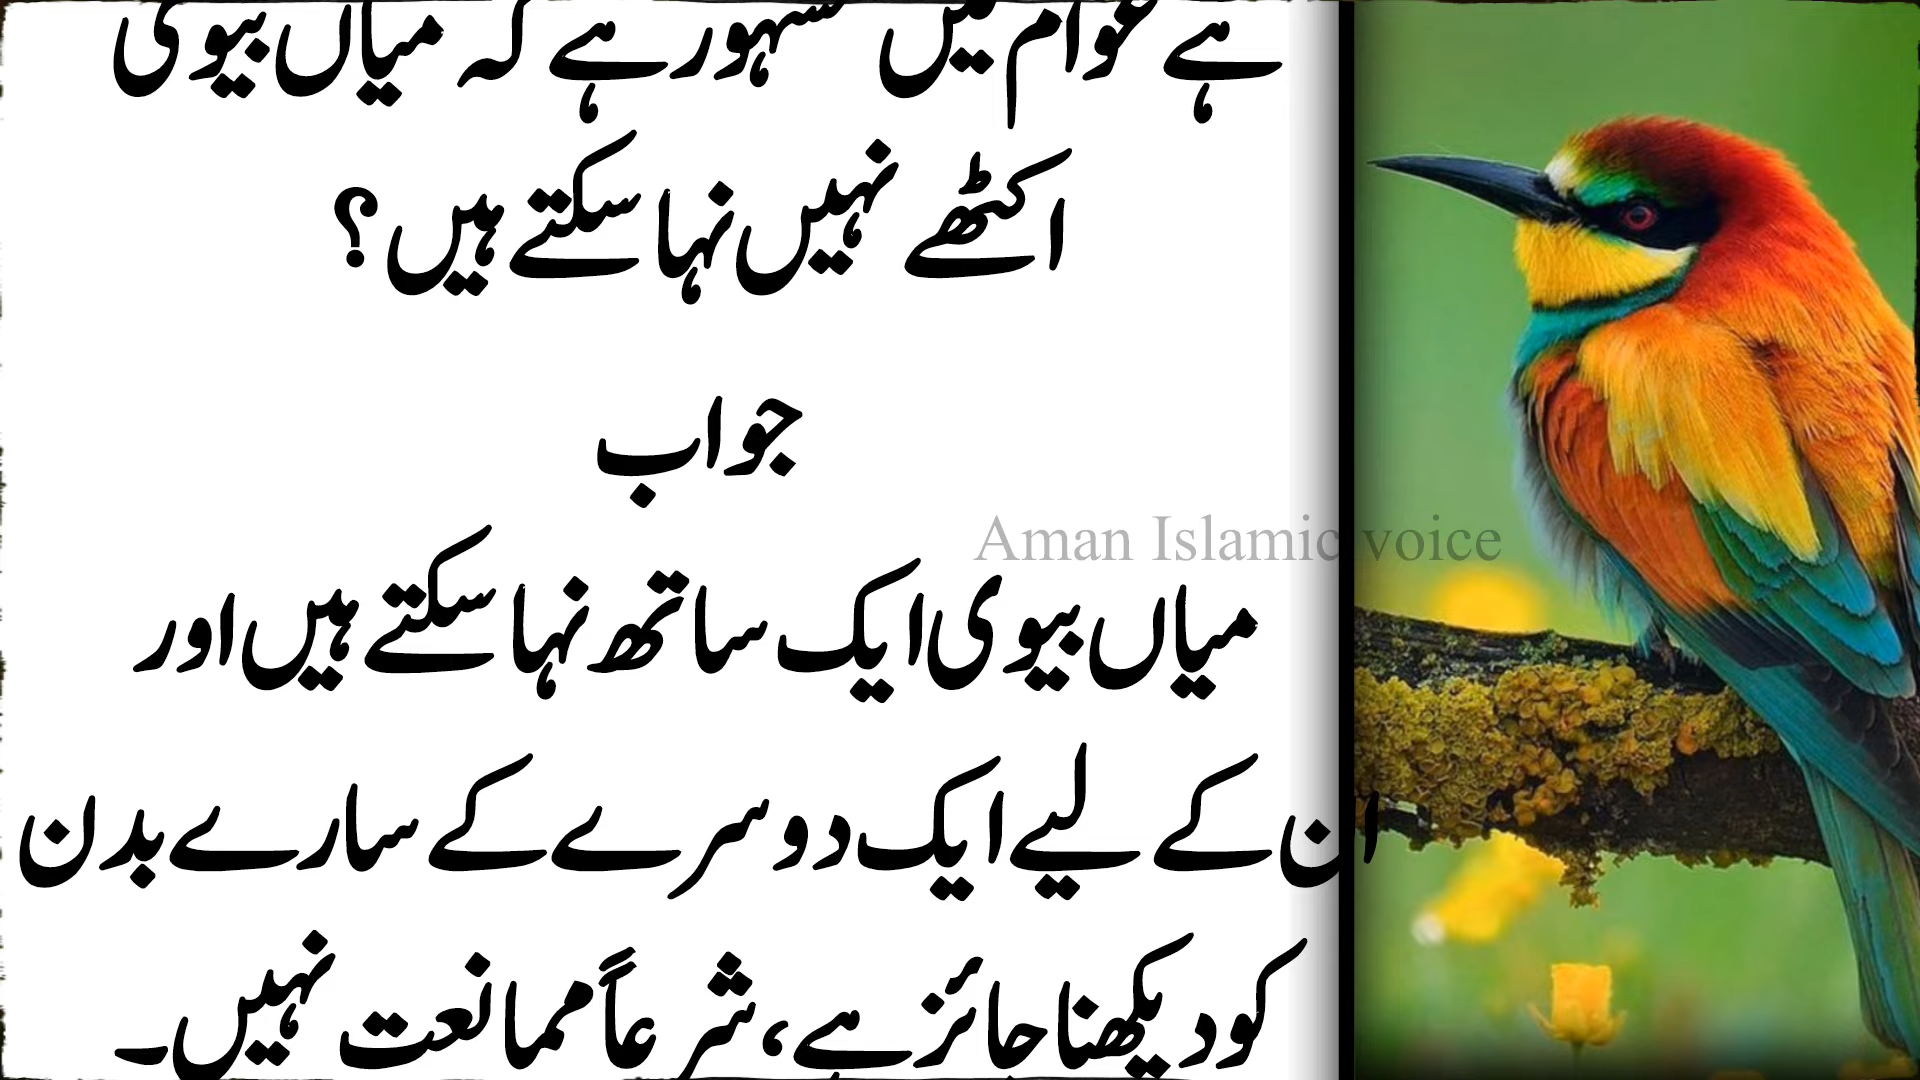 ہے عوام میں مشہور ہے کہ میاں بیوی
اکٹھے نہیں نہا سکتے ہیں؟
جواب
Aman Islamic voice
میاں بیوی ایک ساتھ نہا سکتے ہیں اور
ان کے لیے ایک دوسرے کے سارے بدن
کو دیکھنا جائز ہے، شرعاً ممانعت نہیں۔